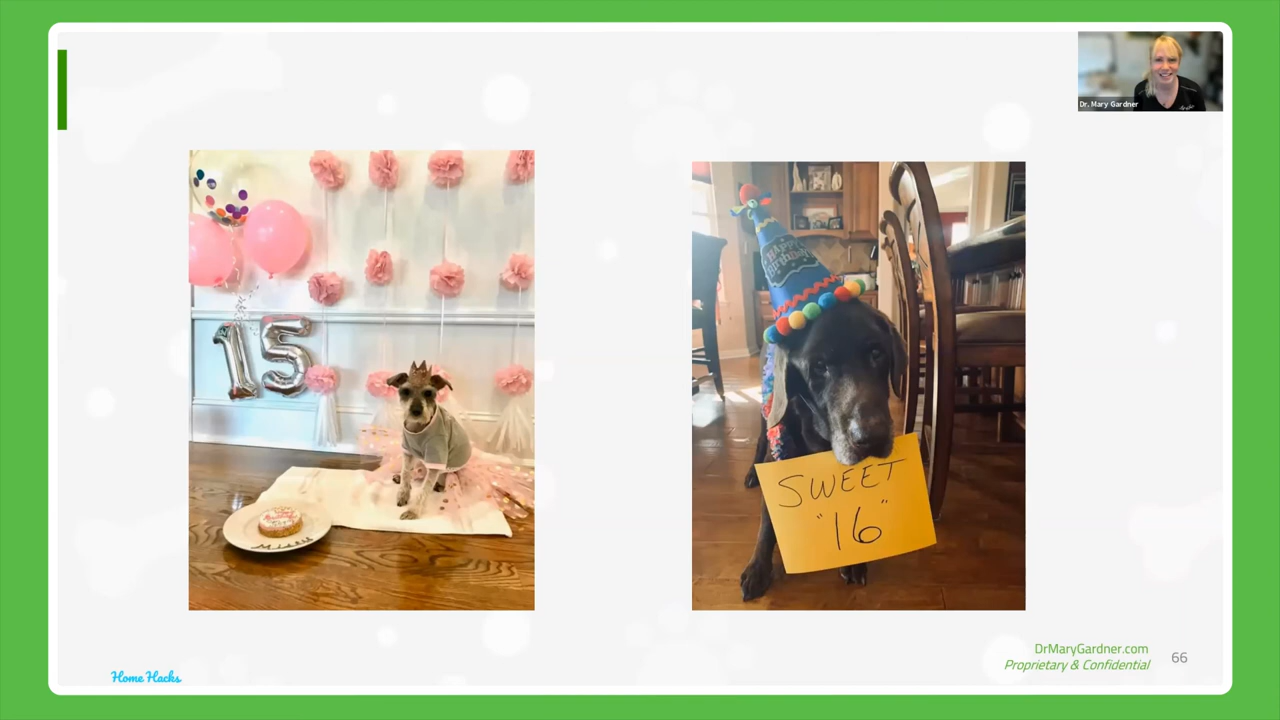 Dr. Mary Gardner
15
HAPPY
Birthday
SWEET
"16"
Home Hacks
DrMaryGardner.com
Proprietary & Confidential
66